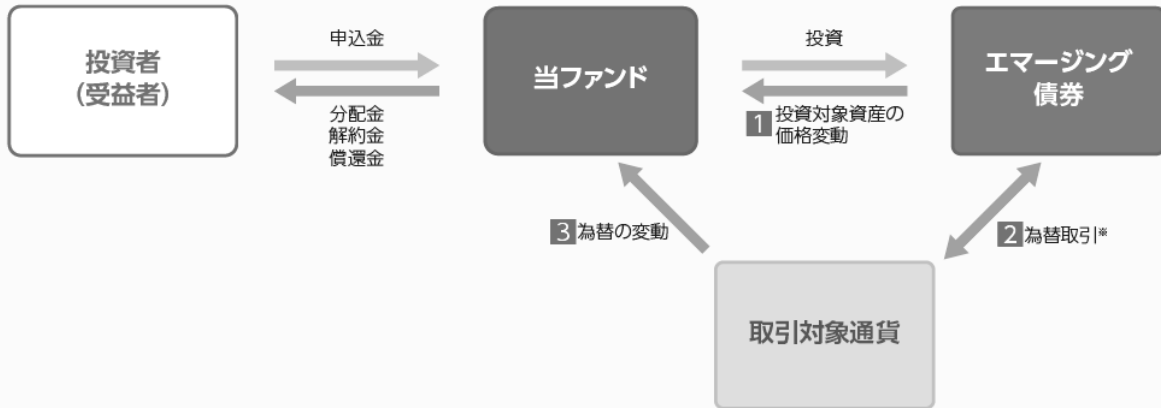 投資者
（受益者）
申込金
分配金
解約金
償還金
当ファンド
投資
1 投資対象資産の
価格変動
エマージング
債券
3 為替の変動
2 為替取引※
取引対象通貨